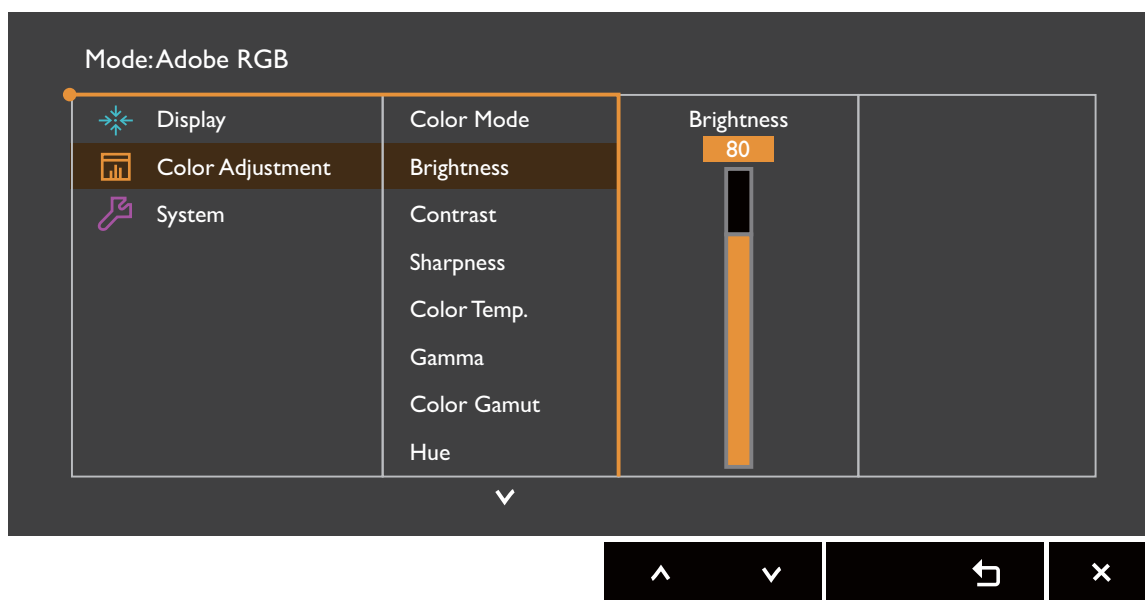 Mode: Adobe RGB
Display
Color Adjustment
System
Color Mode
Brightness
Contrast
Sharpness
Color Temp.
Gamma
Color Gamut
Hue
Brightness
80